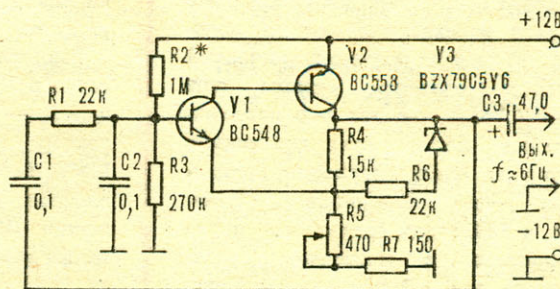 +12В
R2*
1М
V2
BC558
V3
BZX79C5V6
R1 22к
V1
BC548
C3
47,0
+
C1
0,1
C2
0,1
R3
270к
R4
1,5к
R6
22к
Вых.
f≈6Гц
R5
470
R7 150
-12В